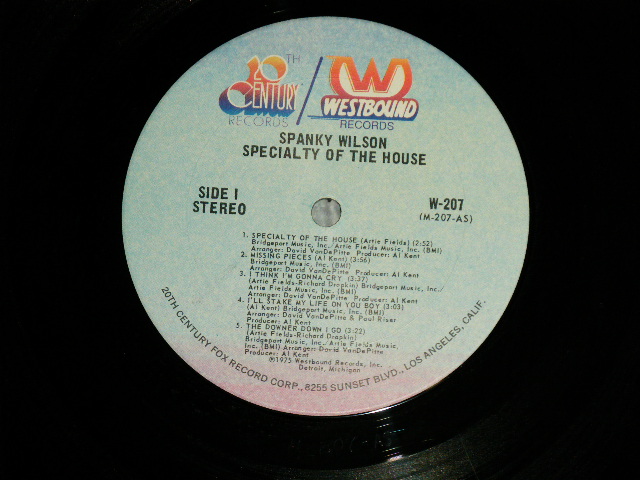 20TH CENTURY RECORDS / W WESTBOUND RECORDS
SPANKY WILSON
SPECIALTY OF THE HOUSE
SIDE 1
STEREO
W-207
(M-207-AS)
1. SPECIALTY OF THE HOUSE (Artie Fields) (2:52)
Bridgeport Music, Inc./Artie Fields Music, Inc. (BMI)
Arranger: David VanDePitte Producer: Al Kent
2. MISSING PIECES (Al Kent) (3:56)
Bridgeport Music, Inc. (BMI)
Arranger: David VanDePitte Producer: Al Kent
3. I THINK I'M GONNA CRY (3:37)
(Artie Fields-Richard Drapkin) Bridgeport Music, Inc./
Artie Fields Music, Inc. (BMI)
Arranger: David VanDePitte Producer: Al Kent
4. I'LL STAKE MY LIFE ON YOU BOY (3:03)
(Al Kent) Bridgeport Music, Inc. (BMI)
Arranger: David VanDePitte & Paul Riser
Producer: Al Kent
5. THE DOWNER DOWN I GO (3:22)
(Artie Fields-Richard Drapkin)
Bridgeport Music, Inc./Artie Fields Music, Inc.
(BMI) Arranger: David VanDePitte
Producer: Al Kent
℗1975 Westbound Records, Inc.
Detroit, Michigan
20TH CENTURY FOX RECORD CORP., 8255 SUNSET BLVD., LOS ANGELES, CALIF.